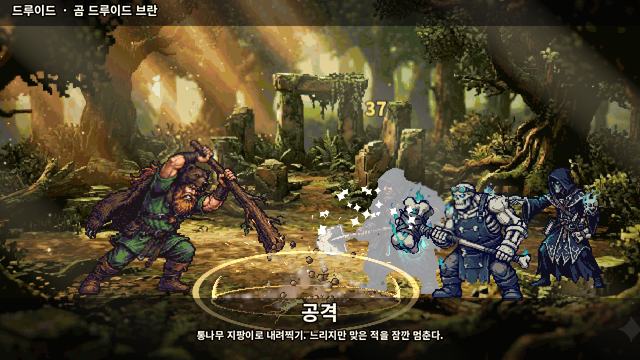 드루이드 · 곰 드루이드 브란
37
공격
통나무 지팡이로 내려찍기. 느리지만 맞은 적을 잠깐 멈춘다.